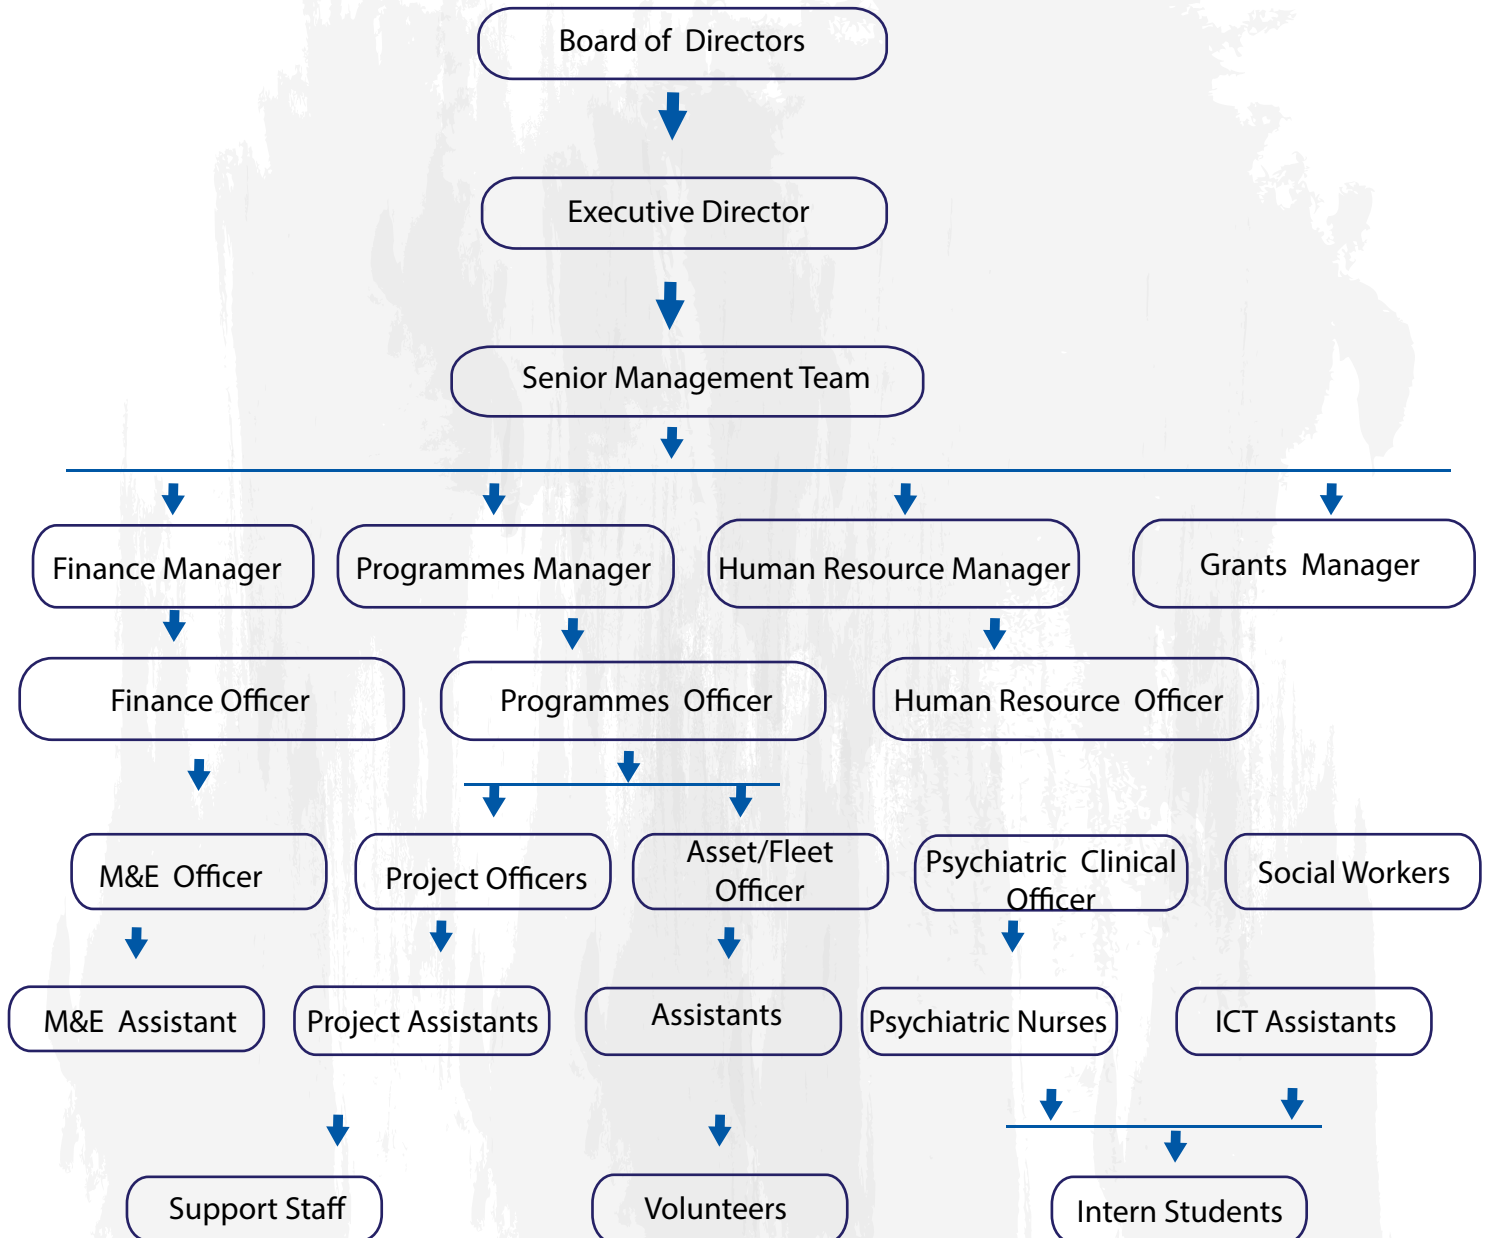 Board of Directors
Executive Director
Senior Management Team
Finance Manager
Programmes Manager
Human Resource Manager
Grants Manager
Finance Officer
Programmes Officer
Human Resource Officer
M&E Officer
Project Officers
Asset/Fleet
Officer
Psychiatric Clinical
Officer
Social Workers
M&E Assistant
Project Assistants
Assistants
Psychiatric Nurses
ICT Assistants
Support Staff
Volunteers
Intern Students